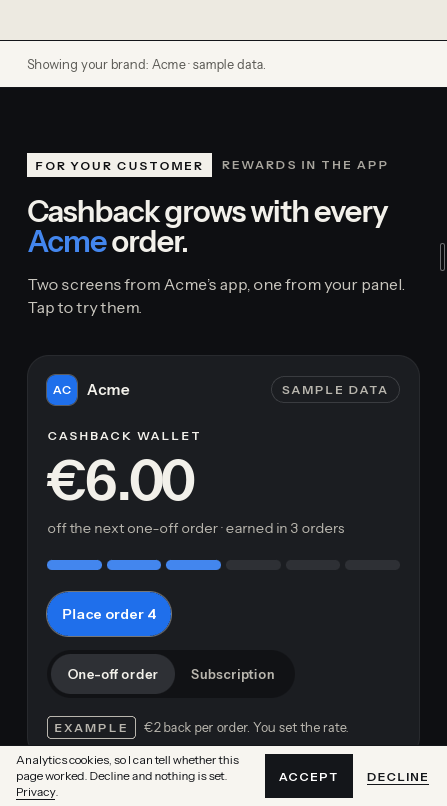 Showing your brand: Acme · sample data.
FOR YOUR CUSTOMER REWARDS IN THE APP
Cashback grows with every
Acme order.
Two screens from Acme’s app, one from your panel.
Tap to try them.
AC Acme SAMPLE DATA
CASHBACK WALLET
€6.00
off the next one-off order · earned in 3 orders
Place order 4
One-off order Subscription
EXAMPLE €2 back per order. You set the rate.
Analytics cookies, so I can tell whether this
page worked. Decline and nothing is set.
Privacy.
ACCEPT DECLINE